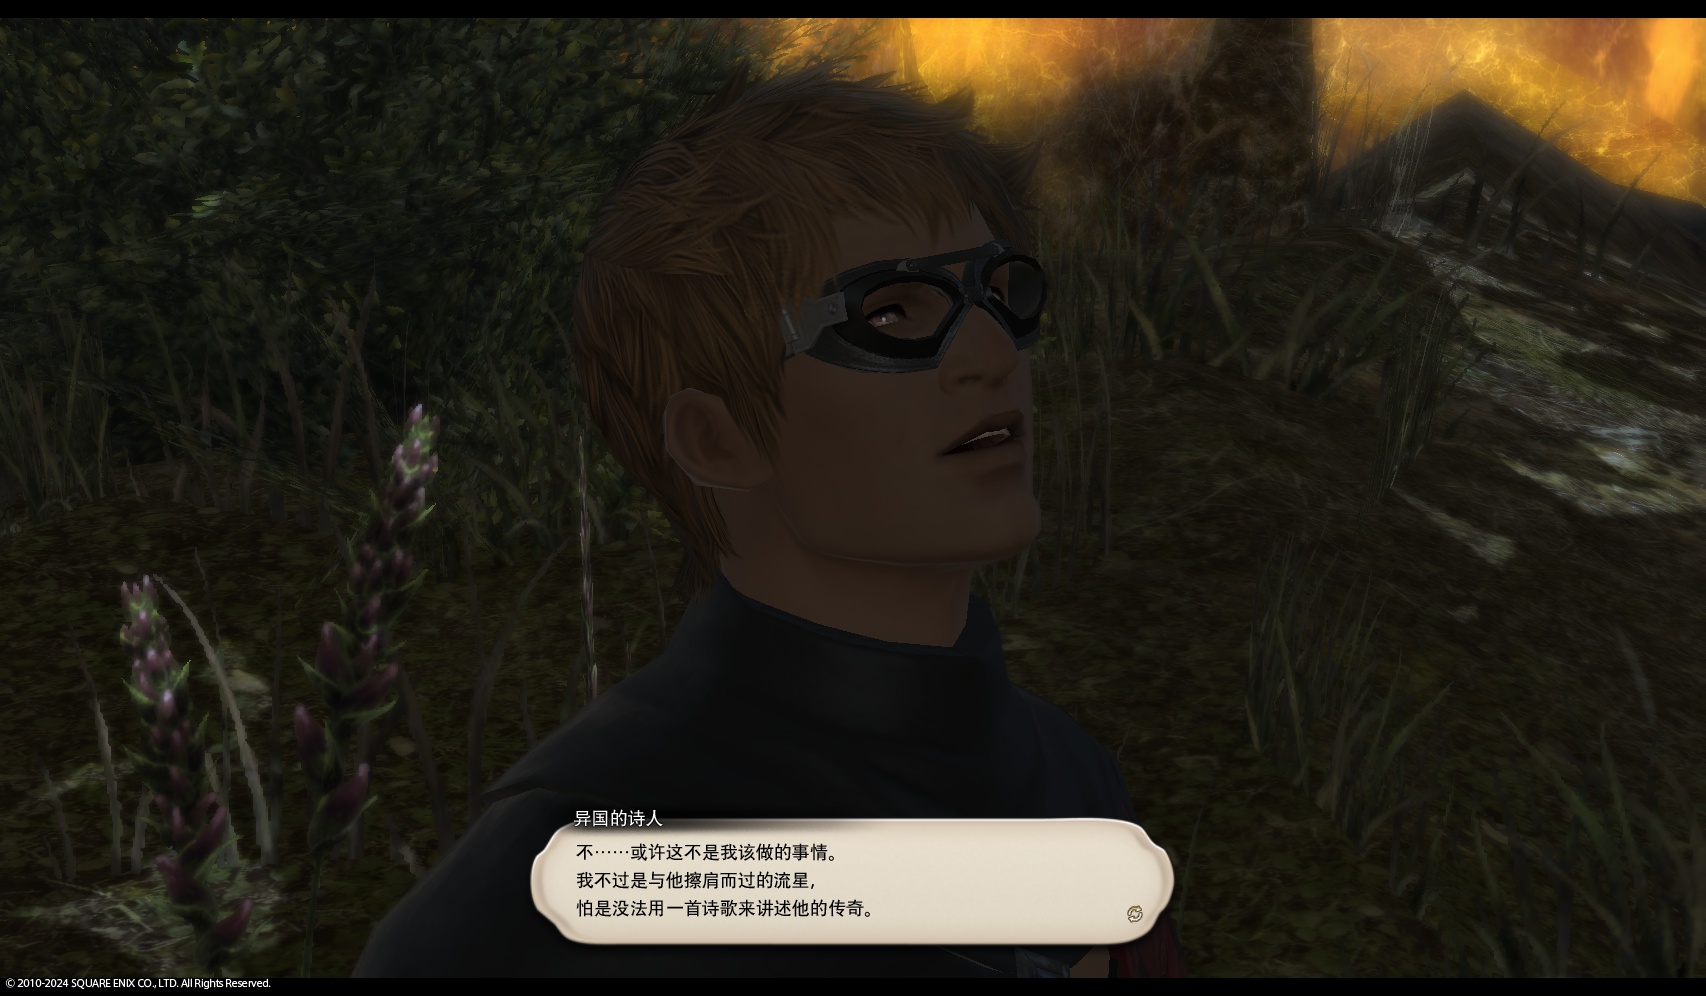 异国的诗人
不……或许这不是我该做的事情。
我不过是与他擦肩而过的流星，
怕是没法用一首诗歌来讲述他的传奇。
© 2010-2024 SQUARE ENIX CO., LTD. All Rights Reserved.